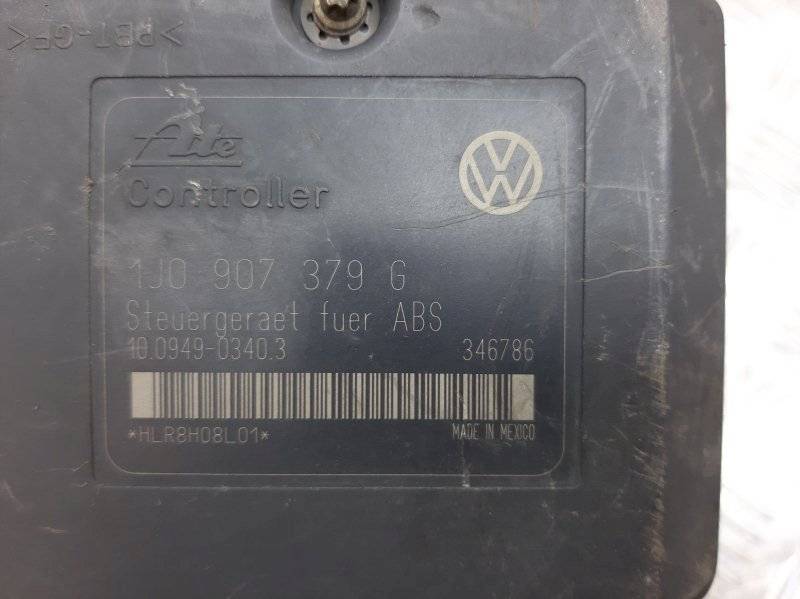 >PBT-GF<
Ate
Controller
1J0 907 379 G
Steuergeraet fuer ABS
10.0949-0340.3 346786
*HLR8H08L01*
MADE IN MEXICO